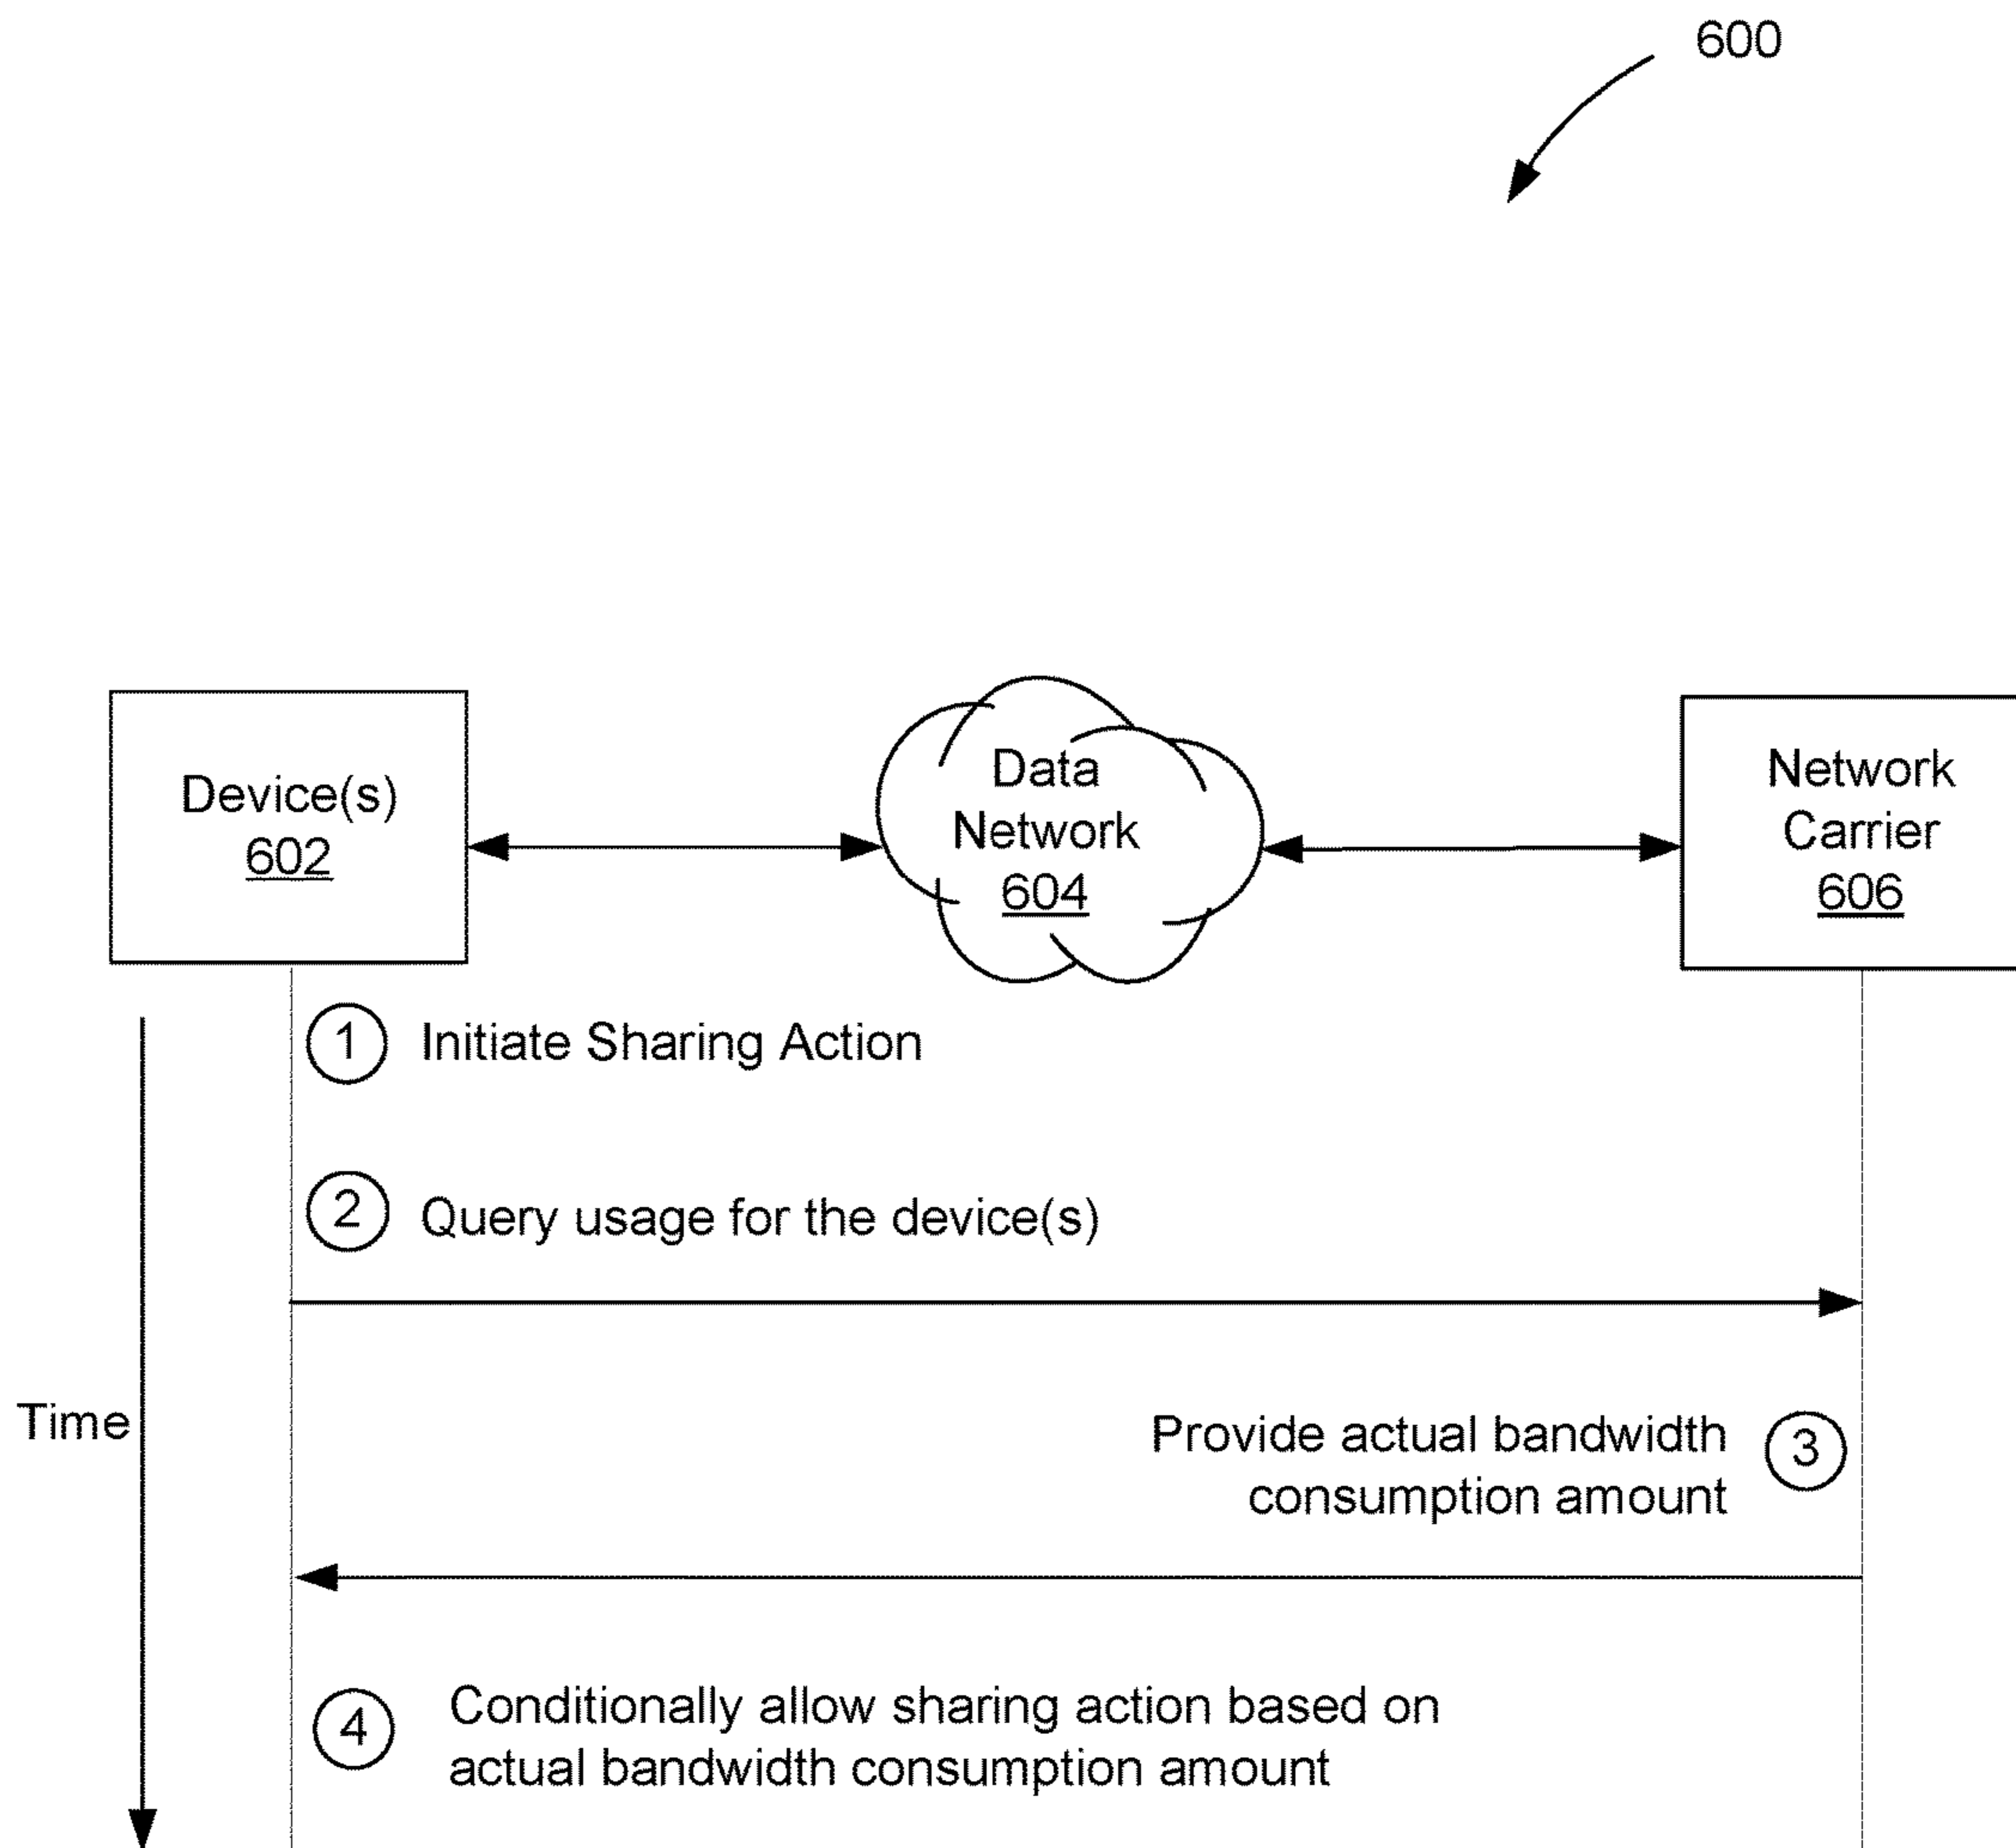 600
Device(s)
602
Data
Network
604
Network
Carrier
606
1 Initiate Sharing Action
2 Query usage for the device(s)
Time
Provide actual bandwidth 3
consumption amount
4 Conditionally allow sharing action based on
actual bandwidth consumption amount